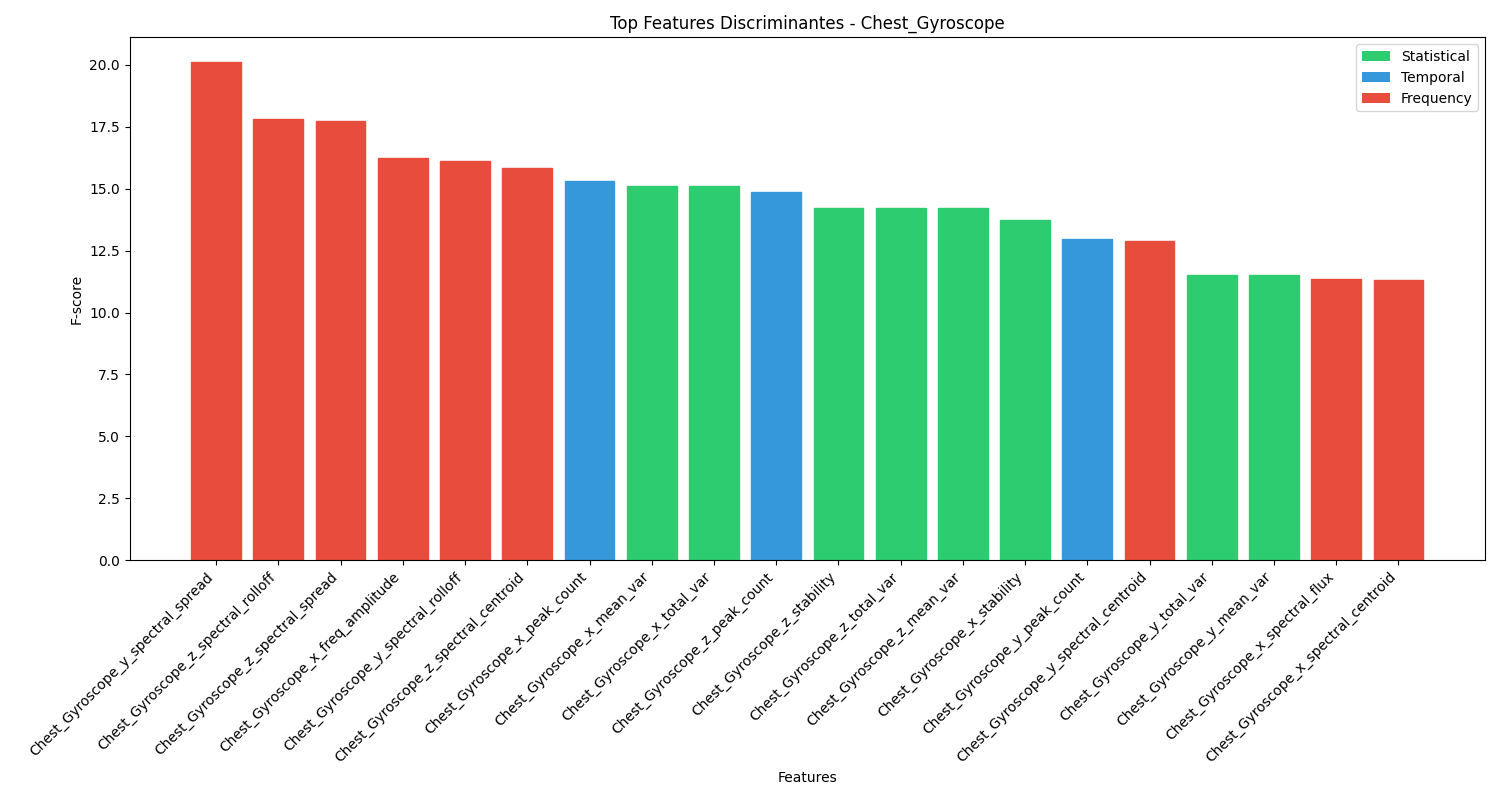 Top Features Discriminantes - Chest_Gyroscope
Statistical
Temporal
Frequency
F-score
20.0
17.5
15.0
12.5
10.0
7.5
5.0
2.5
0.0
Chest_Gyroscope_y_spectral_spread
Chest_Gyroscope_z_spectral_rolloff
Chest_Gyroscope_z_spectral_spread
Chest_Gyroscope_x_freq_amplitude
Chest_Gyroscope_y_spectral_rolloff
Chest_Gyroscope_z_spectral_centroid
Chest_Gyroscope_x_peak_count
Chest_Gyroscope_x_mean_var
Chest_Gyroscope_x_total_var
Chest_Gyroscope_z_peak_count
Chest_Gyroscope_z_stability
Chest_Gyroscope_z_total_var
Chest_Gyroscope_z_mean_var
Chest_Gyroscope_x_stability
Chest_Gyroscope_y_peak_count
Chest_Gyroscope_y_spectral_centroid
Chest_Gyroscope_y_total_var
Chest_Gyroscope_y_mean_var
Chest_Gyroscope_x_spectral_flux
Chest_Gyroscope_x_spectral_centroid
Features